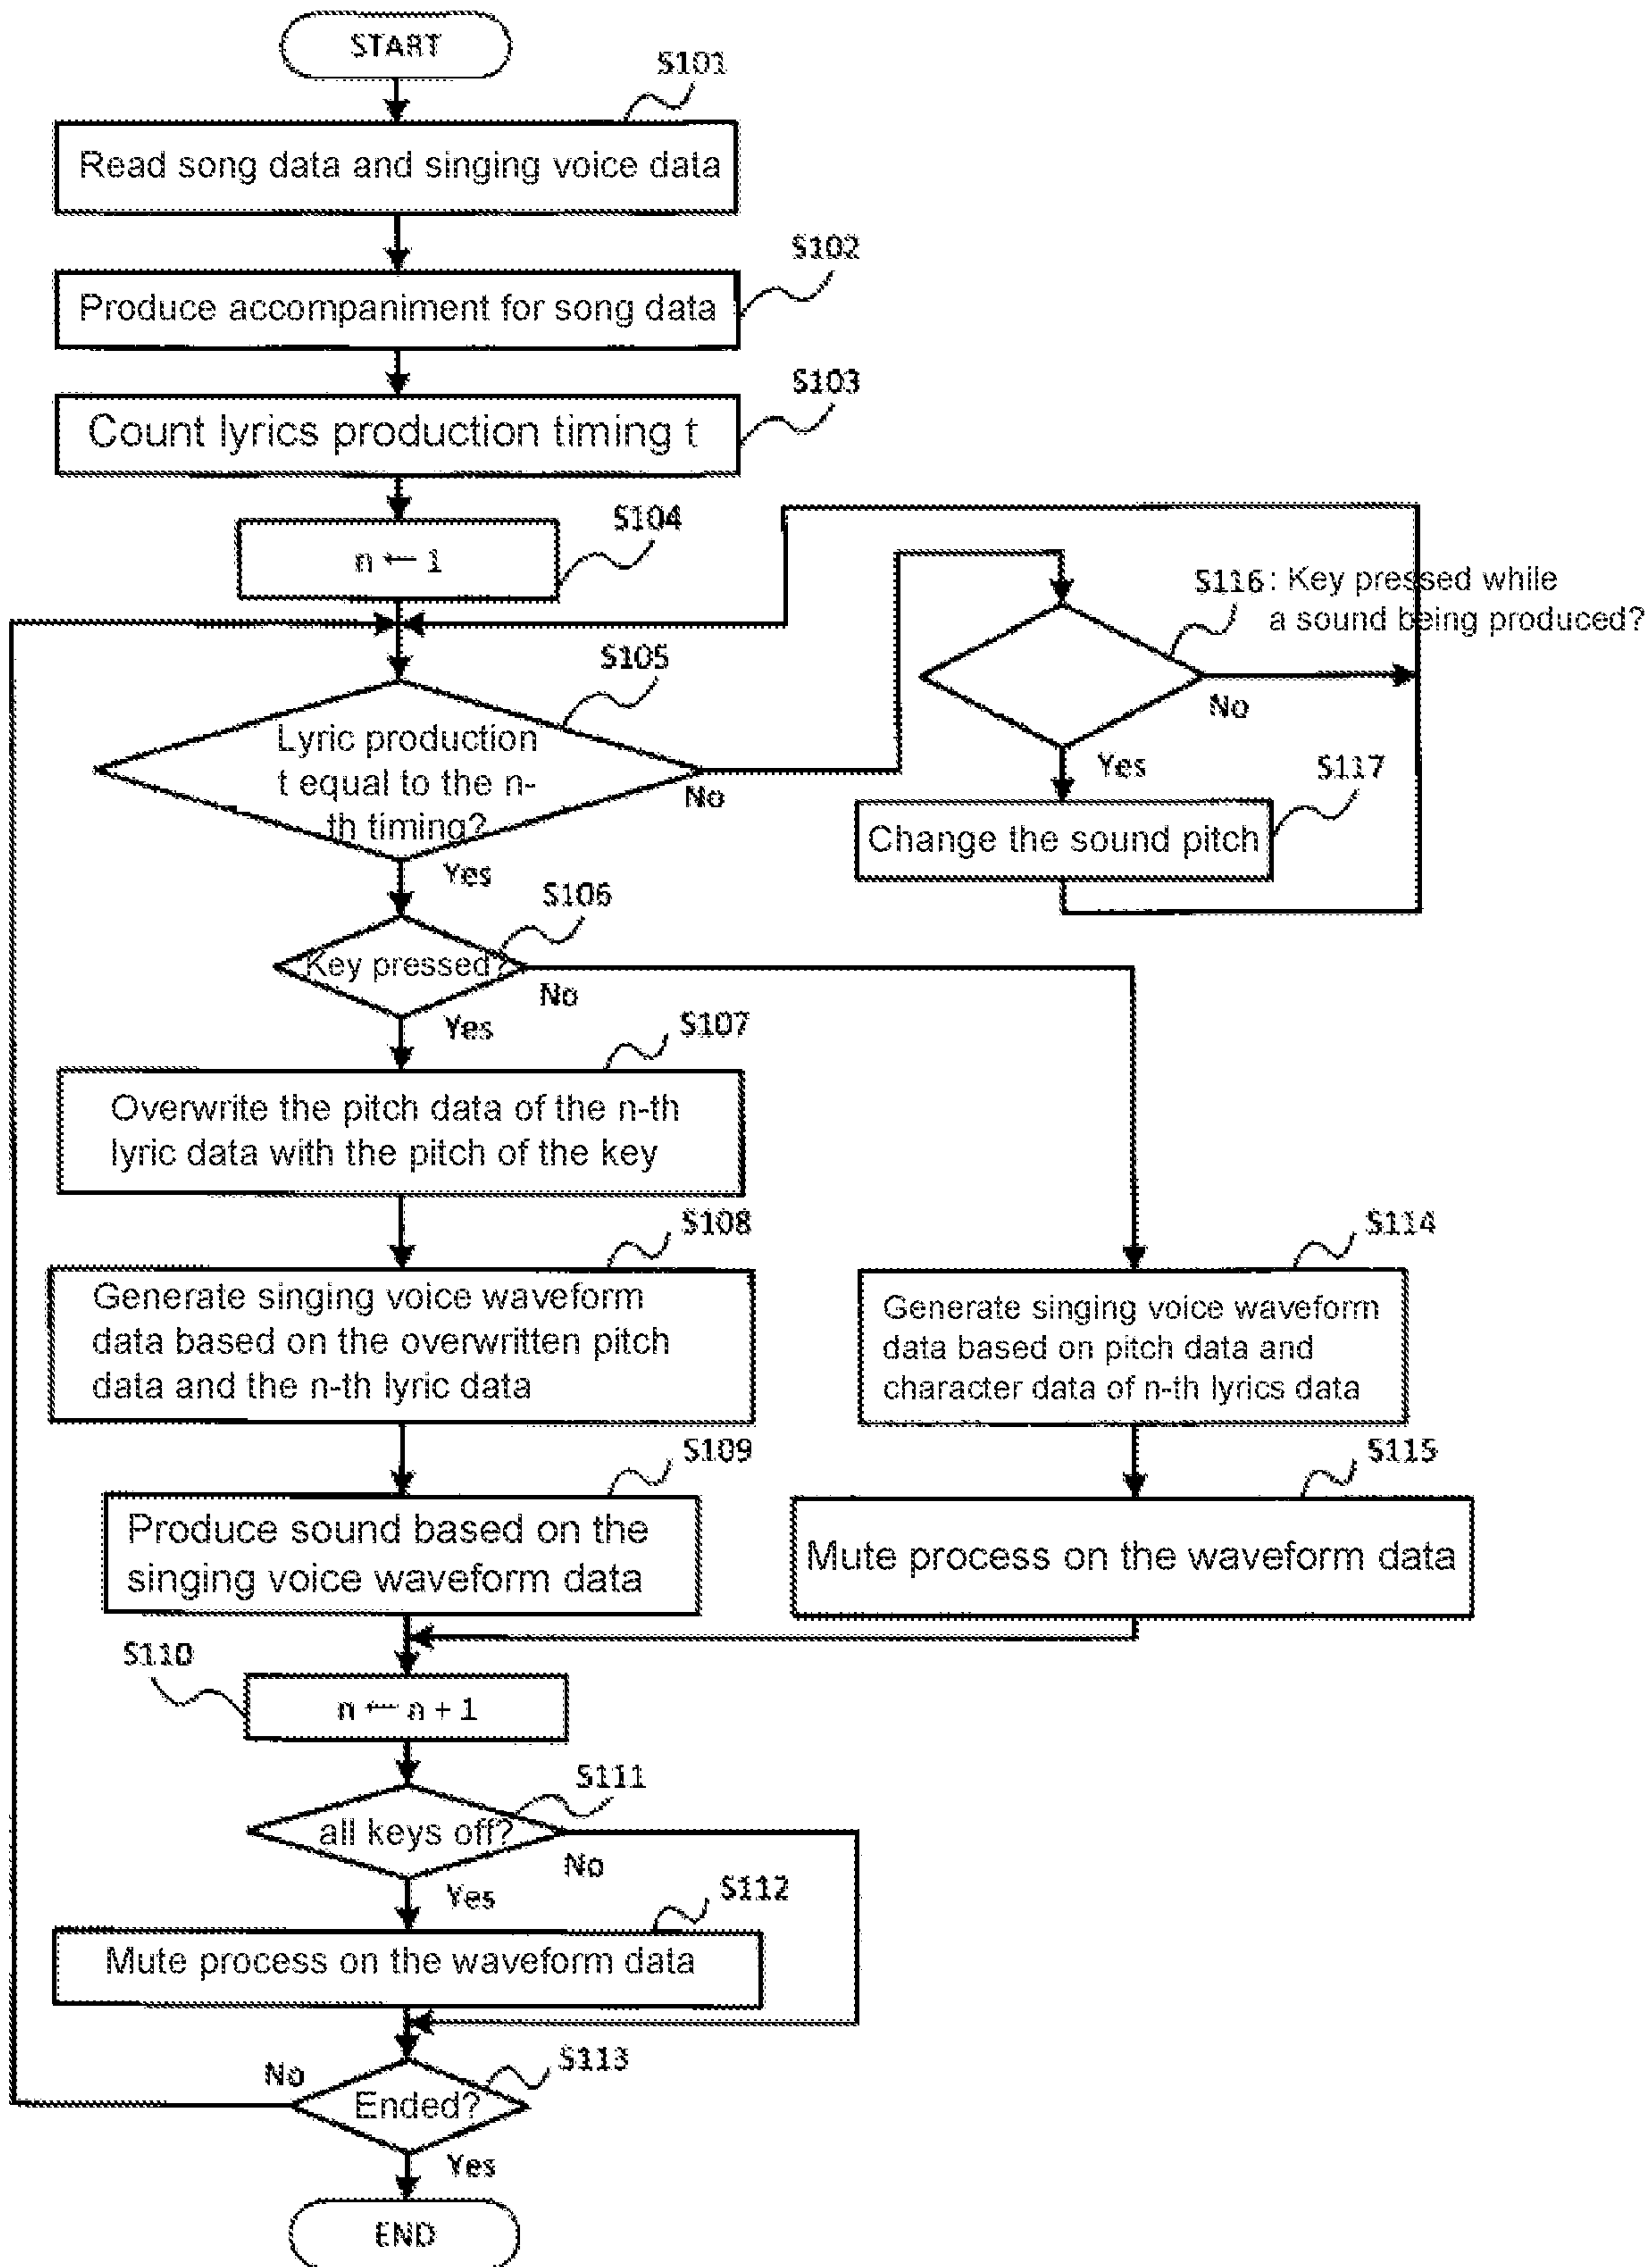 START
S101
Read song data and singing voice data
S102
Produce accompaniment for song data
S103
Count lyrics production timing t
S104
n ← 1
S116 : Key pressed while
a sound being produced?
No
Yes
S117
Change the sound pitch
S105
Lyric production
t equal to the n-
th timing?
No
Yes
S106
Key pressed?
No
Yes
S107
Overwrite the pitch data of the n-th
lyric data with the pitch of the key
S108
Generate singing voice waveform
data based on the overwritten pitch
data and the n-th lyric data
S114
Generate singing voice waveform
data based on pitch data and
character data of n-th lyrics data
S109
Produce sound based on the
singing voice waveform data
S115
Mute process on the waveform data
S110
n ← n + 1
S111
all keys off?
No
Yes
S112
Mute process on the waveform data
S113
No
Ended?
Yes
END